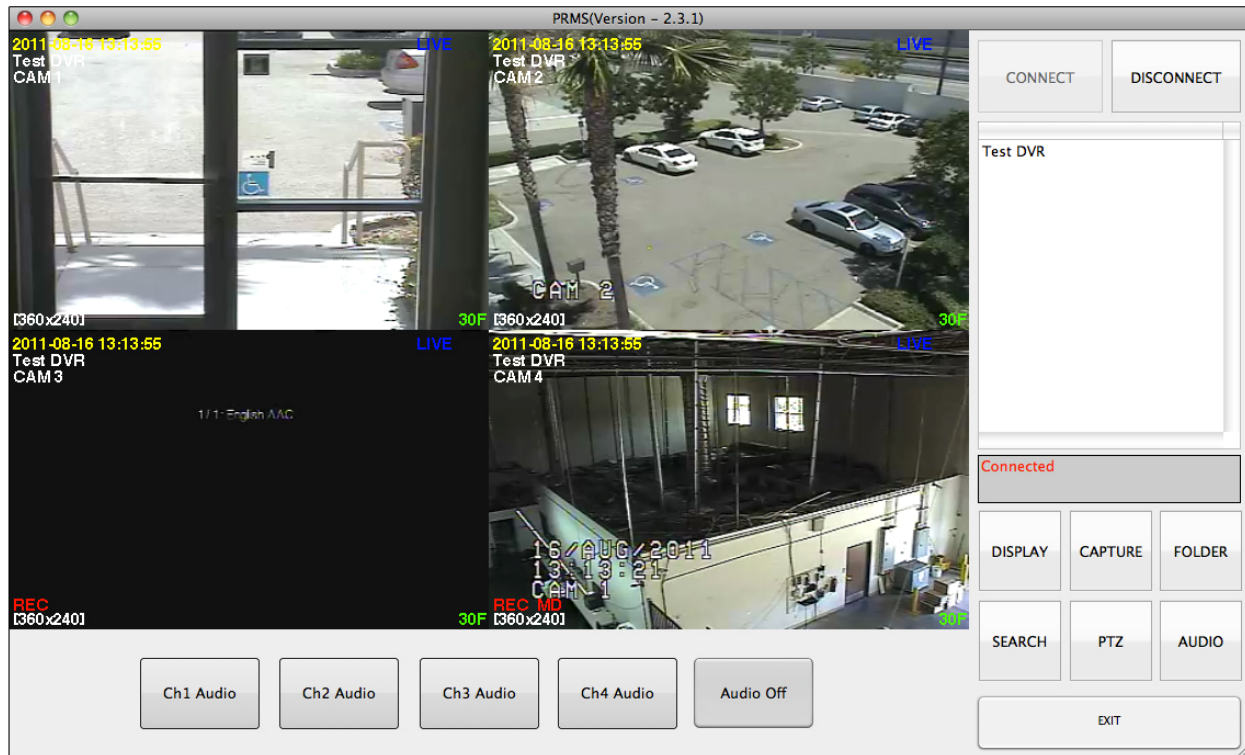 PRMS(Version - 2.3.1)
2011-08-16 13:13:55 LIVE
Test DVR
CAM 1
[360x240] 30F
2011-08-16 13:13:55 LIVE
Test DVR
CAM 2
CAM 2
[360x240] 30F
2011-08-16 13:13:55 LIVE
Test DVR
CAM 3
1/ 1: English AAC
REC
[360x240] 30F
2011-08-16 13:13:55 LIVE
Test DVR
CAM 4
16/AUG/2011
13:13:21
CAM 1
REC MD
[360x240] 30F
CONNECT DISCONNECT
Test DVR
Connected
DISPLAY CAPTURE FOLDER
SEARCH PTZ AUDIO
EXIT
Ch1 Audio Ch2 Audio Ch3 Audio Ch4 Audio Audio Off